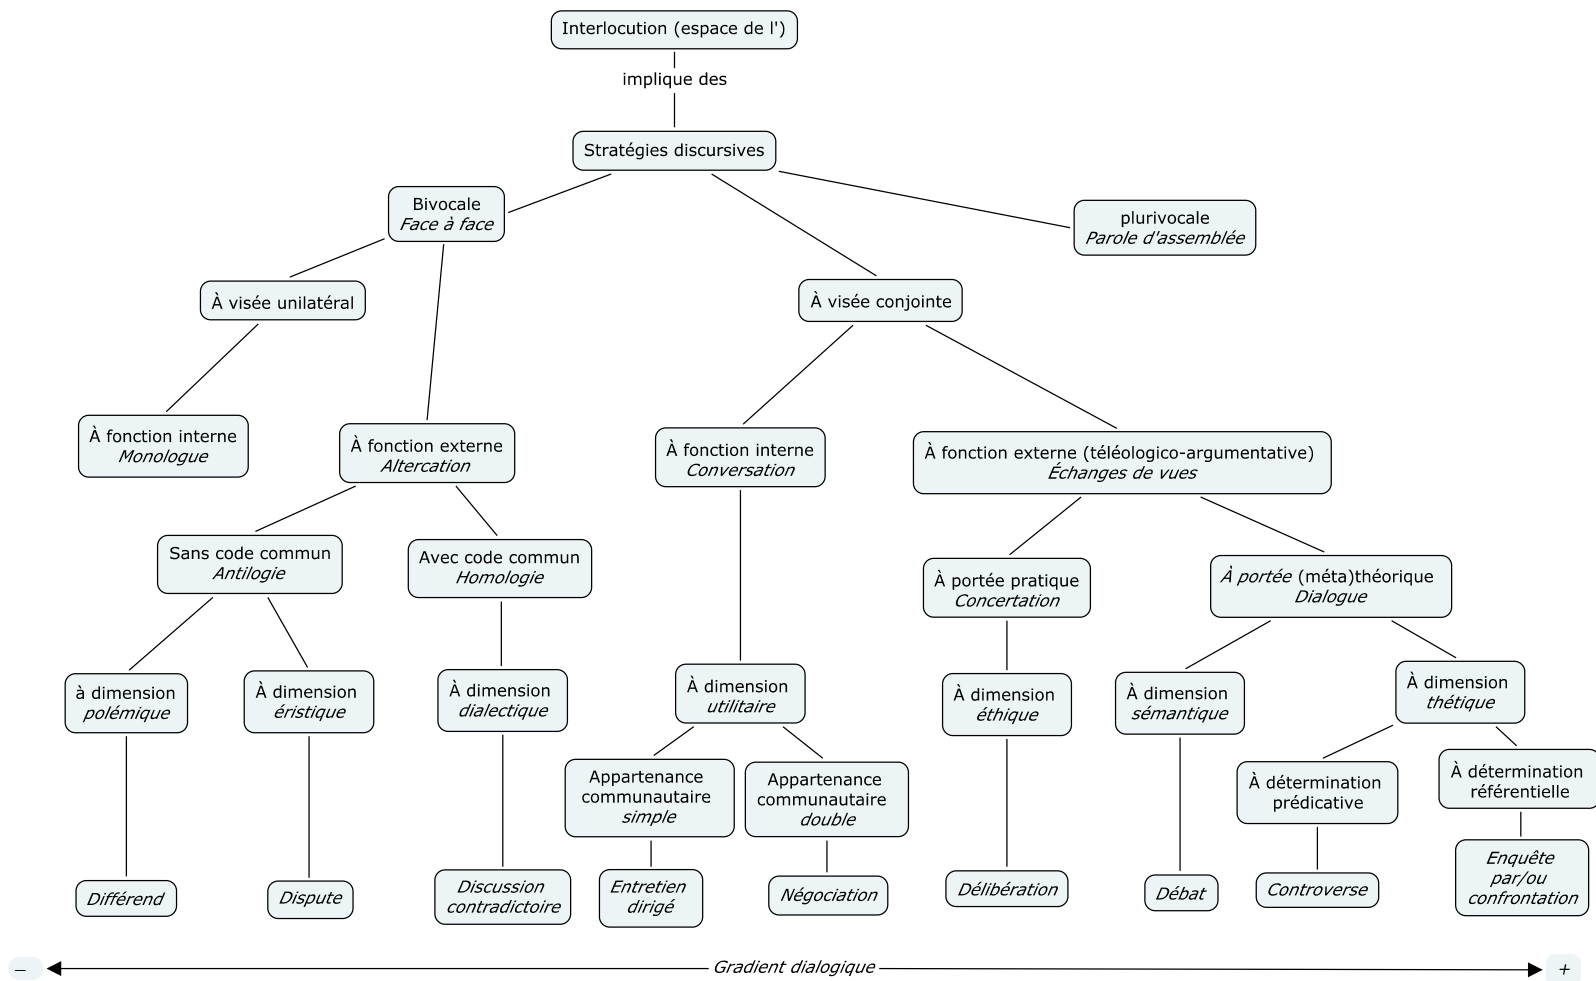 Interlocution (espace de l')
implique des
Stratégies discursives
Bivocale
Face à face
plurivocale
Parole d'assemblée
À visée unilatéral
À visée conjointe
À fonction interne
Monologue
À fonction externe
Altercation
À fonction interne
Conversation
À fonction externe (téléologico-argumentative)
Échanges de vues
Sans code commun
Antilogie
Avec code commun
Homologie
À portée pratique
Concertation
À portée (méta)théorique
Dialogue
à dimension
polémique
À dimension
éristique
À dimension
dialectique
À dimension
utilitaire
À dimension
éthique
À dimension
sémantique
À dimension
thétique
Appartenance
communautaire
simple
Appartenance
communautaire
double
À détermination
prédicative
À détermination
référentielle
Différend
Dispute
Discussion
contradictoire
Entretien
dirigé
Négociation
Délibération
Débat
Controverse
Enquête
par/ou
confrontation
– Gradient dialogique +